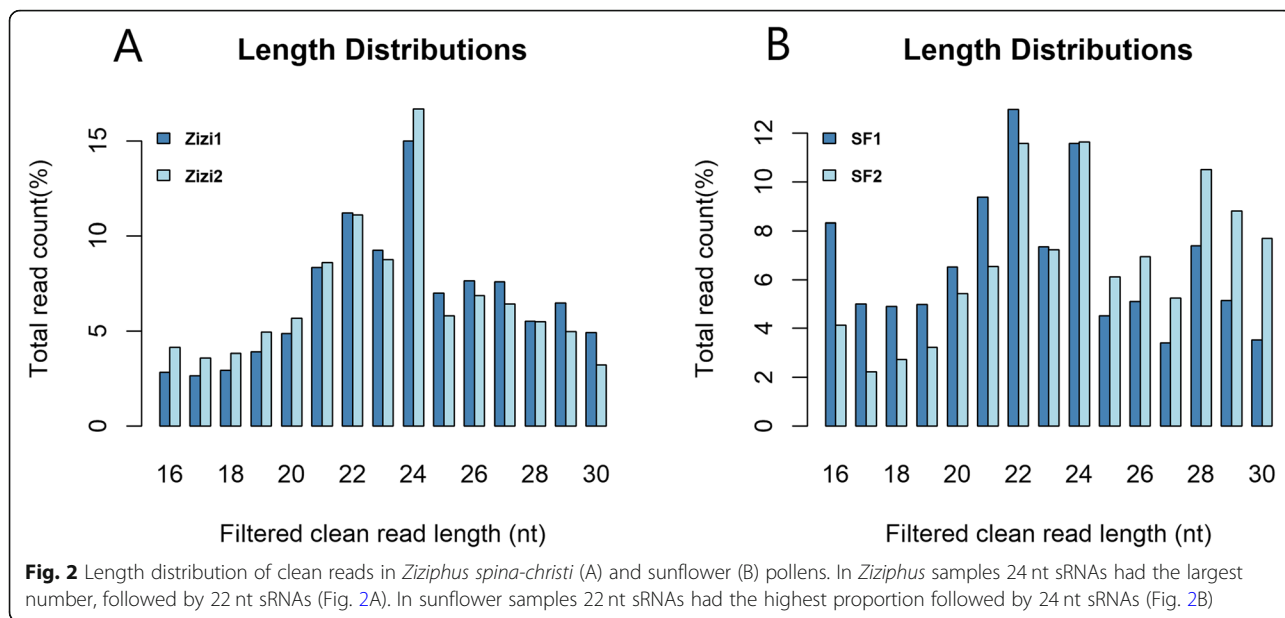 A
Length Distributions
Zizi1
Zizi2
Total read count(%)
0
5
10
15
16
18
20
22
24
26
28
30
Filtered clean read length (nt)
B
Length Distributions
SF1
SF2
Total read count(%)
0
2
4
6
8
10
12
16
18
20
22
24
26
28
30
Filtered clean read length (nt)
Fig. 2 Length distribution of clean reads in Ziziphus spina-christi (A) and sunflower (B) pollens. In Ziziphus samples 24 nt sRNAs had the largest
number, followed by 22 nt sRNAs (Fig. 2A). In sunflower samples 22 nt sRNAs had the highest proportion followed by 24 nt sRNAs (Fig. 2B)